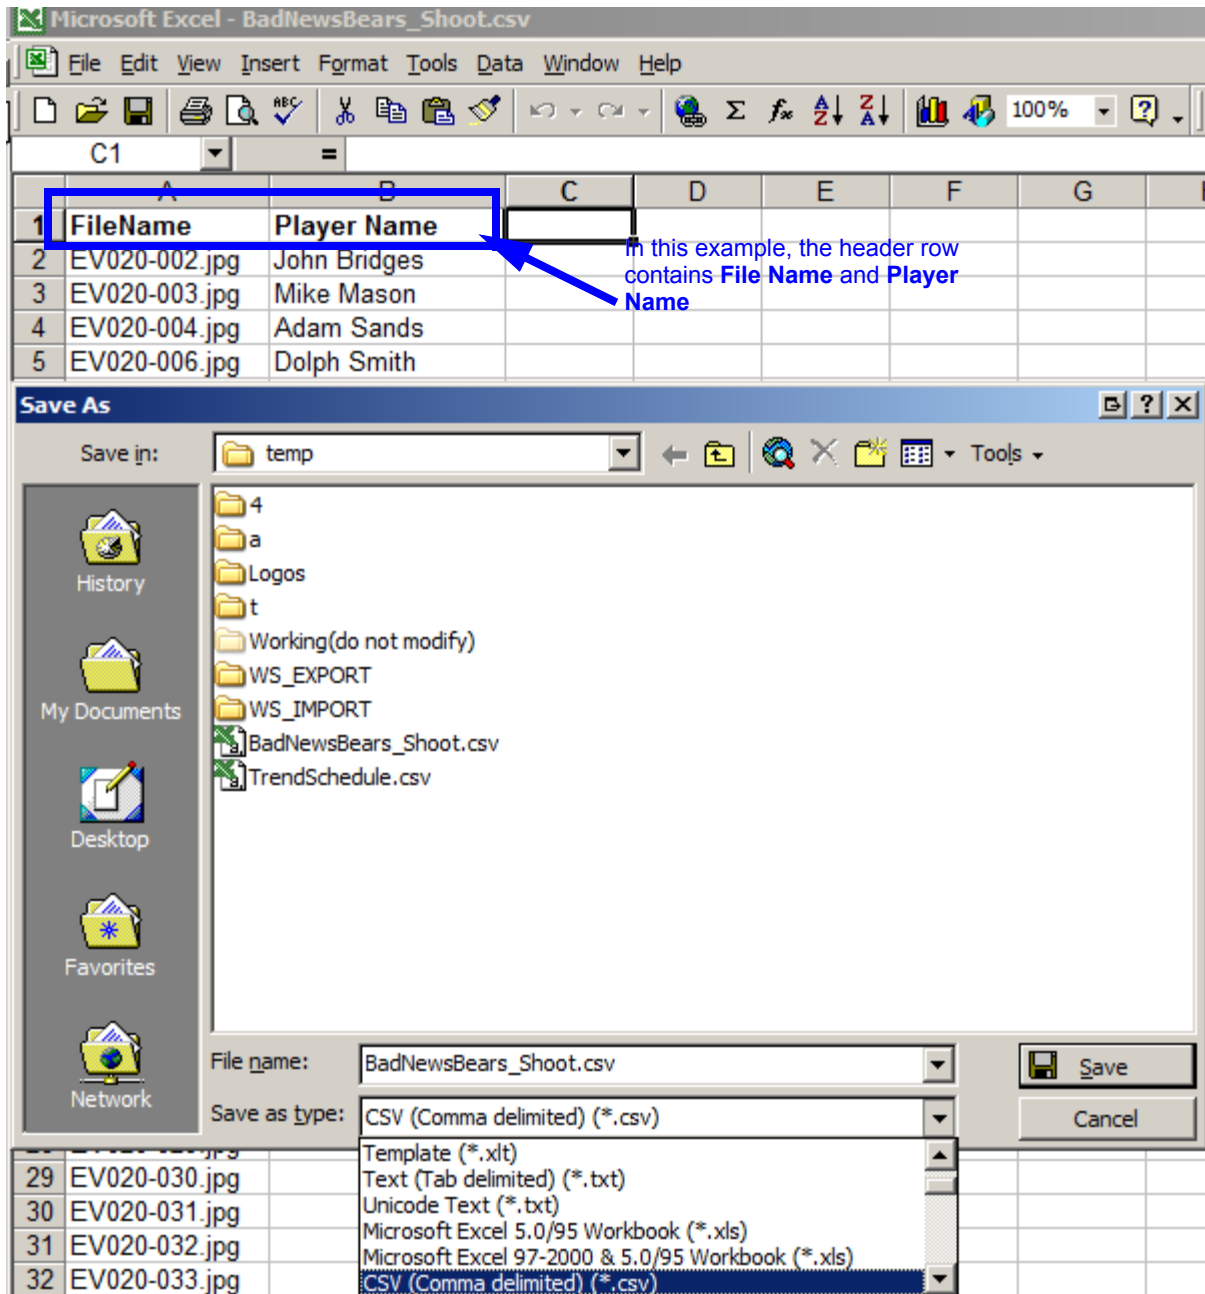 Microsoft Excel - BadNewsBears_Shoot.csv
File Edit View Insert Format Tools Data Window Help
ABC Σ fx A Z Z A 100% ?
C1 =
A B C D E F G
1 FileName Player Name
2 EV020-002.jpg John Bridges
3 EV020-003.jpg Mike Mason
4 EV020-004.jpg Adam Sands
5 EV020-006.jpg Dolph Smith
In this example, the header row
contains File Name and Player
Name
Save As
Save in: temp Tools
4
a
Logos
t
Working(do not modify)
WS_EXPORT
WS_IMPORT
BadNewsBears_Shoot.csv
TrendSchedule.csv
History
My Documents
Desktop
Favorites
Network
File name: BadNewsBears_Shoot.csv Save
Save as type: CSV (Comma delimited) (*.csv) Cancel
Template (*.xlt)
Text (Tab delimited) (*.txt)
Unicode Text (*.txt)
Microsoft Excel 5.0/95 Workbook (*.xls)
Microsoft Excel 97-2000 & 5.0/95 Workbook (*.xls)
CSV (Comma delimited) (*.csv)
29 EV020-030.jpg
30 EV020-031.jpg
31 EV020-032.jpg
32 EV020-033.jpg